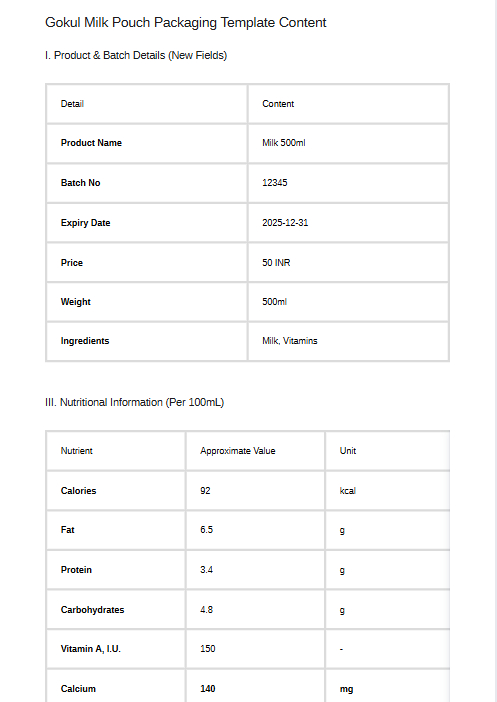 Gokul Milk Pouch Packaging Template Content
I. Product & Batch Details (New Fields)
Detail Content
Product Name Milk 500ml
Batch No 12345
Expiry Date 2025-12-31
Price 50 INR
Weight 500ml
Ingredients Milk, Vitamins
III. Nutritional Information (Per 100mL)
Nutrient Approximate Value Unit
Calories 92 kcal
Fat 6.5 g
Protein 3.4 g
Carbohydrates 4.8 g
Vitamin A, I.U. 150 -
Calcium 140 mg